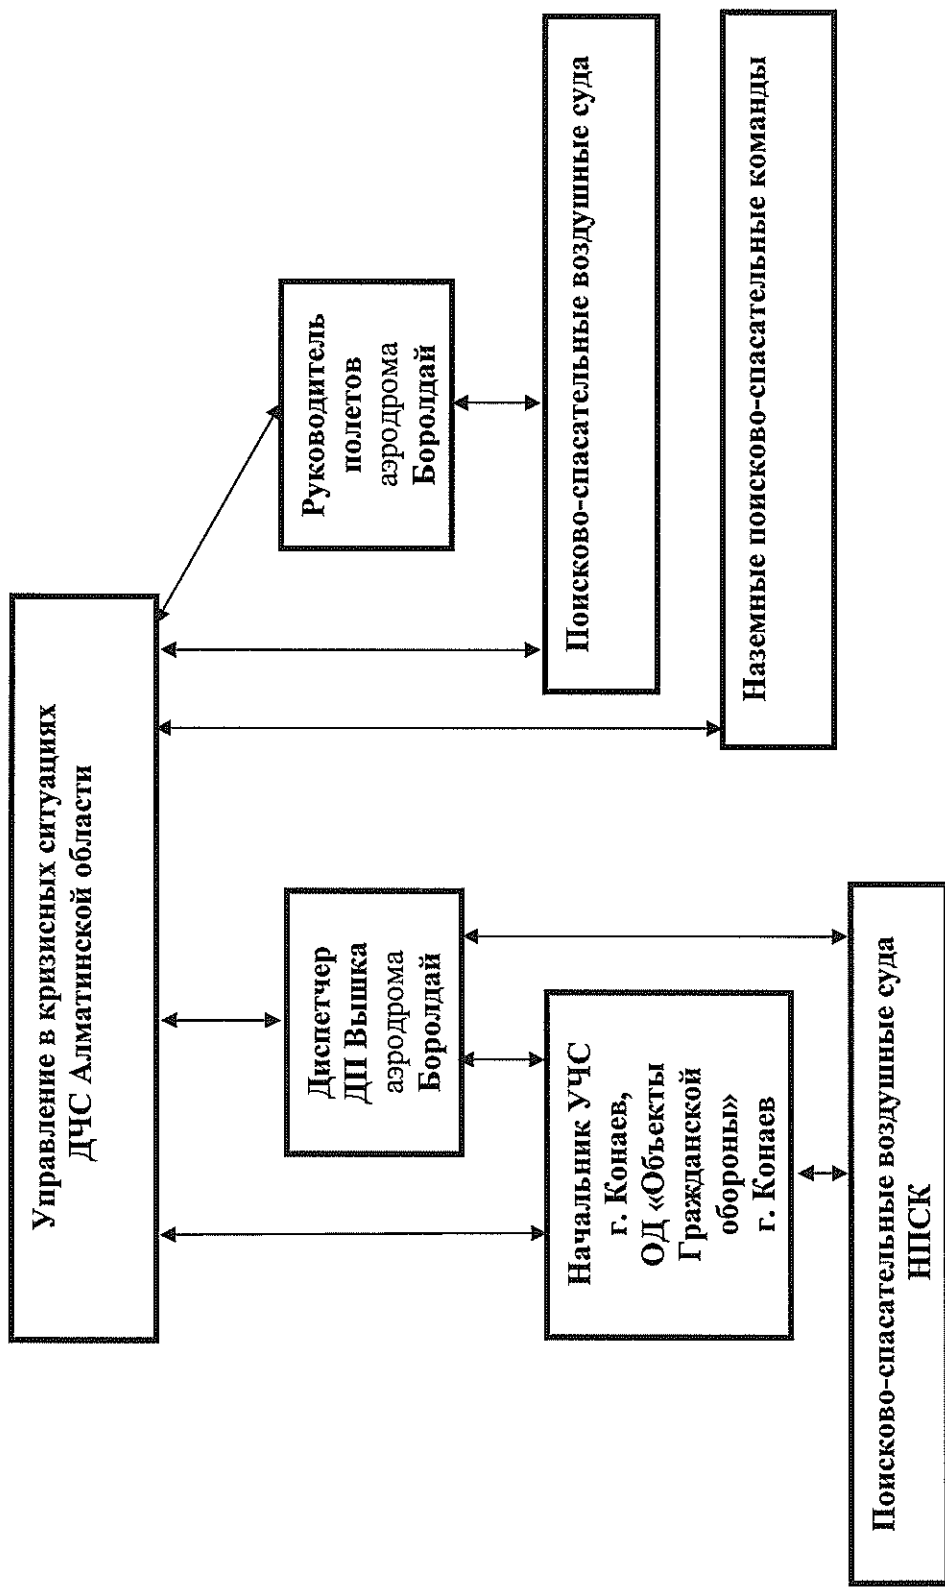 Управление в кризисных ситуациях
ДЧС Алматинской области
Диспетчер
ДП Вышка
аэродрома
Боролдай
Руководитель
полетов
аэродрома
Боролдай
Начальник УЧС
г. Конаев,
ОД «Объекты
Гражданской
обороны»
г. Конаев
Поисково-спасательные воздушные суда
Наземные поисково-спасательные команды
Поисково-спасательные воздушные суда
НПСК